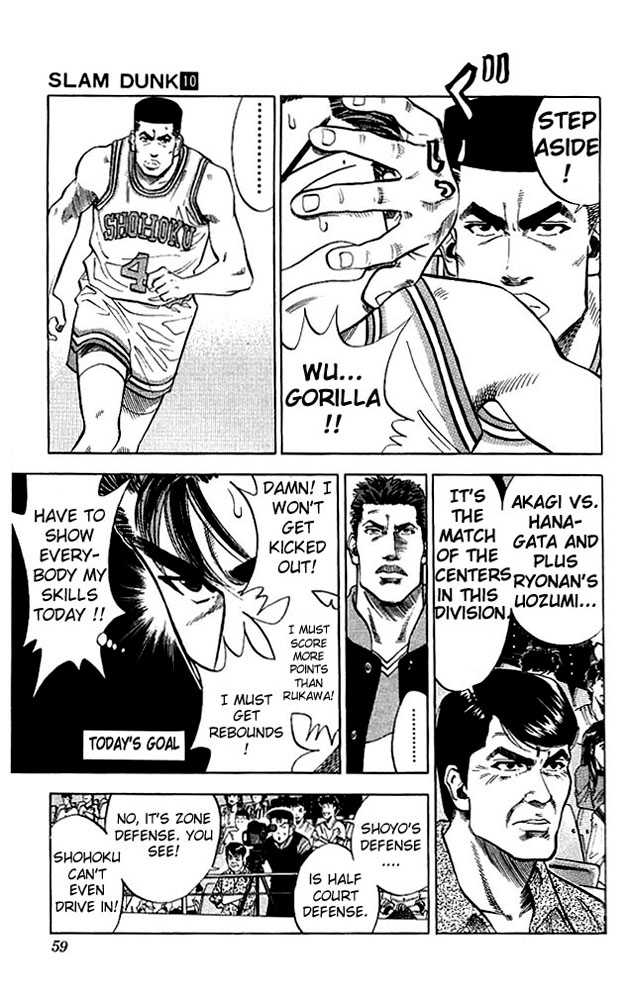 SLAM DUNK 10
STEP
ASIDE
!
WU...
GORILLA
!!
.........
SHOHOKU
4
AKAGI VS.
HANA-
GATA AND
PLUS
RYONAN'S
UOZUMI...
IT'S
THE
MATCH
OF THE
CENTERS
IN THIS
DIVISION.
.........
DAMN! I
WON'T
GET
KICKED
OUT!
I MUST
SCORE
MORE
POINTS
THAN
RUKAWA!
I MUST
GET
REBOUNDS
!
HAVE TO
SHOW
EVERY-
BODY MY
SKILLS
TODAY !!
TODAY'S GOAL
SHOYO'S
DEFENSE
....
IS HALF
COURT
DEFENSE.
NO, IT'S ZONE
DEFENSE. YOU
SEE!
SHOHOKU
CAN'T
EVEN
DRIVE IN!
59